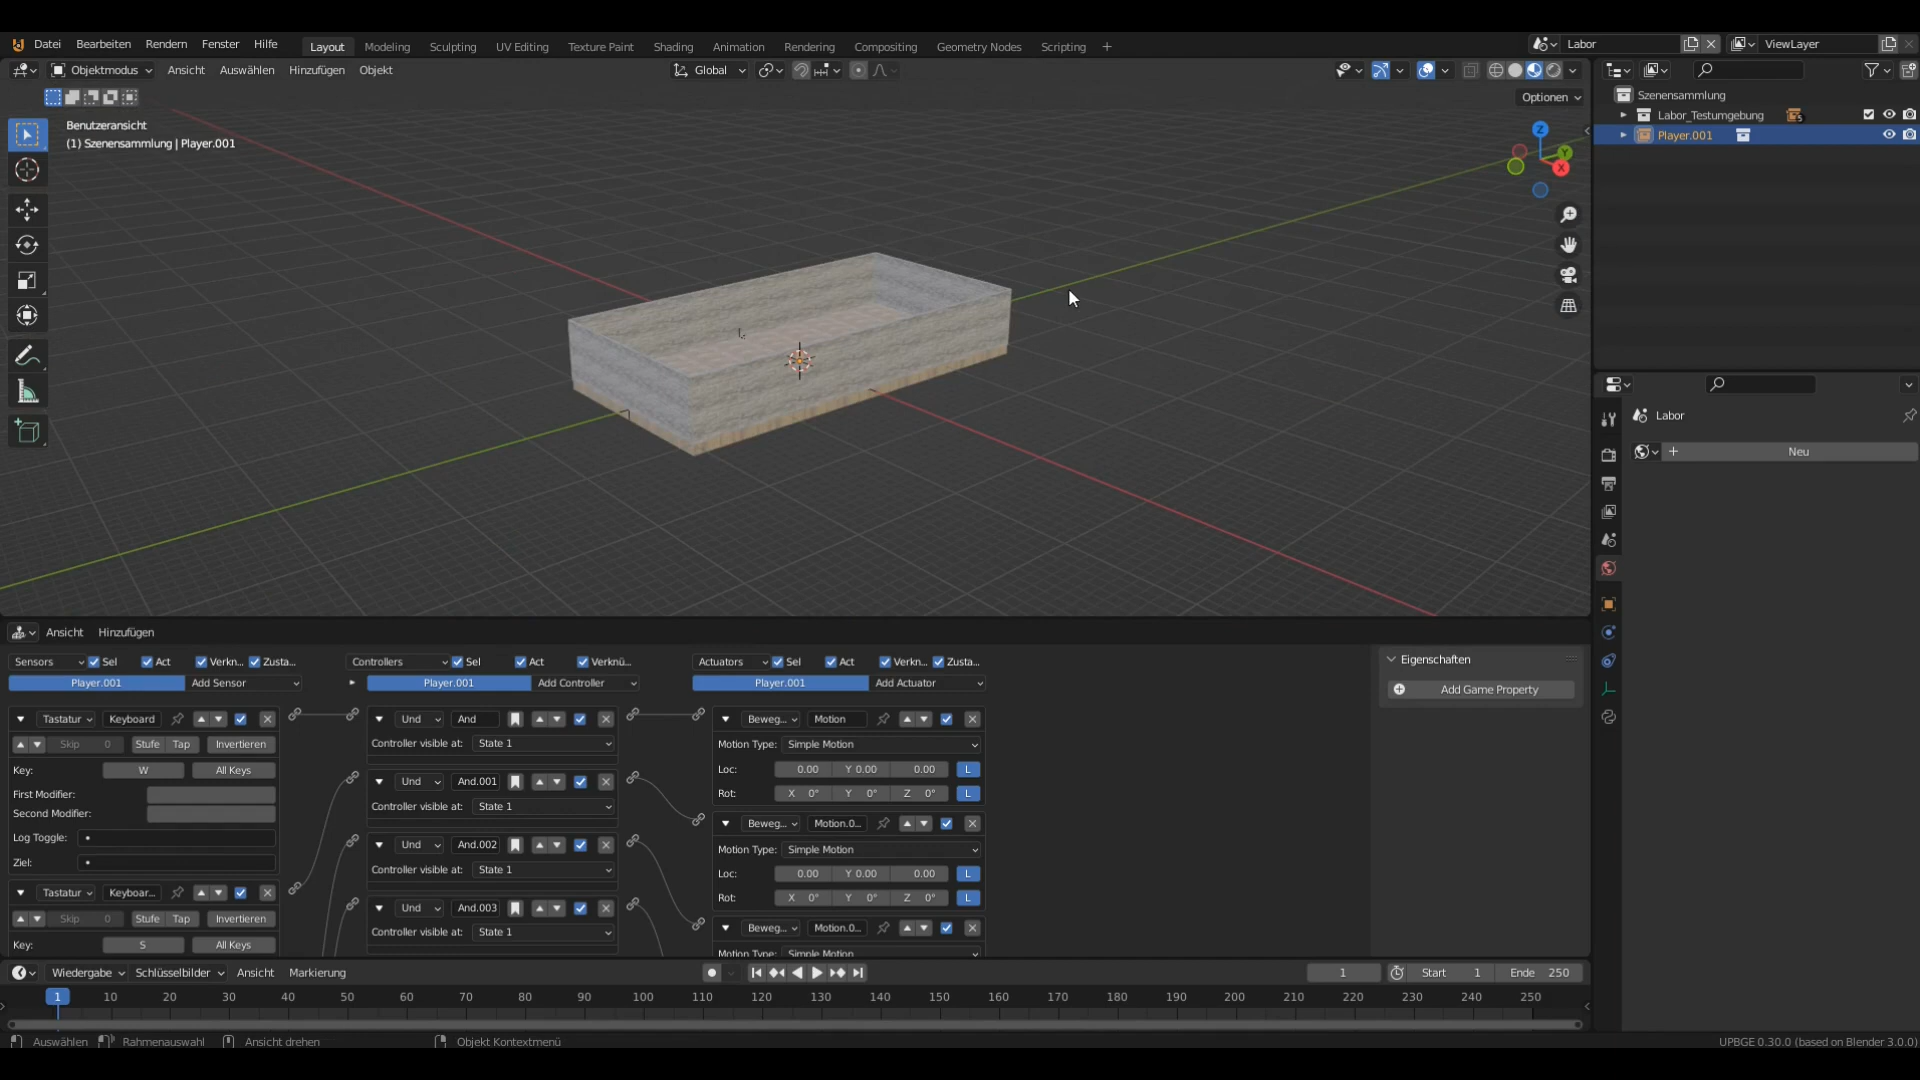 Datei Bearbeiten Rendern Fenster Hilfe Layout Modeling Sculpting UV Editing Texture Paint Shading Animation Rendering Compositing Geometry Nodes Scripting + Labor ViewLayer
Objektmodus Ansicht Auswählen Hinzufügen Objekt Global
Optionen
Benutzeransicht
(1) Szenensammlung | Player.001
Z
Y
X
Szenensammlung
Labor_Testumgebung 5
Player.001
Labor
+ Neu
Ansicht Hinzufügen
Sensors Sel Act Verkn... Zusta... Controllers Sel Act Verknü... Actuators Sel Act Verkn... Zusta...
Player.001 Add Sensor Player.001 Add Controller Player.001 Add Actuator
Eigenschaften
Add Game Property
Tastatur Keyboard Und And Beweg... Motion
Skip 0 Stufe Tap Invertieren Controller visible at: State 1 Motion Type: Simple Motion
Key: W All Keys Loc: 0.00 Y 0.00 0.00 L
First Modifier: Und And.001 Rot: X 0° Y 0° Z 0° L
Second Modifier: Controller visible at: State 1 Beweg... Motion.0...
Log Toggle: Und And.002 Motion Type: Simple Motion
Ziel: Controller visible at: State 1 Loc: 0.00 Y 0.00 0.00 L
Tastatur Keyboar... Und And.003 Rot: X 0° Y 0° Z 0° L
Skip 0 Stufe Tap Invertieren Controller visible at: State 1 Beweg... Motion.0...
Key: S All Keys Motion Type: Simple Motion
Wiedergabe Schlüsselbilder Ansicht Markierung 1 Start 1 Ende 250
1 10 20 30 40 50 60 70 80 90 100 110 120 130 140 150 160 170 180 190 200 210 220 230 240 250
Auswählen Rahmenauswahl Ansicht drehen Objekt Kontextmenü UPBGE 0.30.0 (based on Blender 3.0.0)